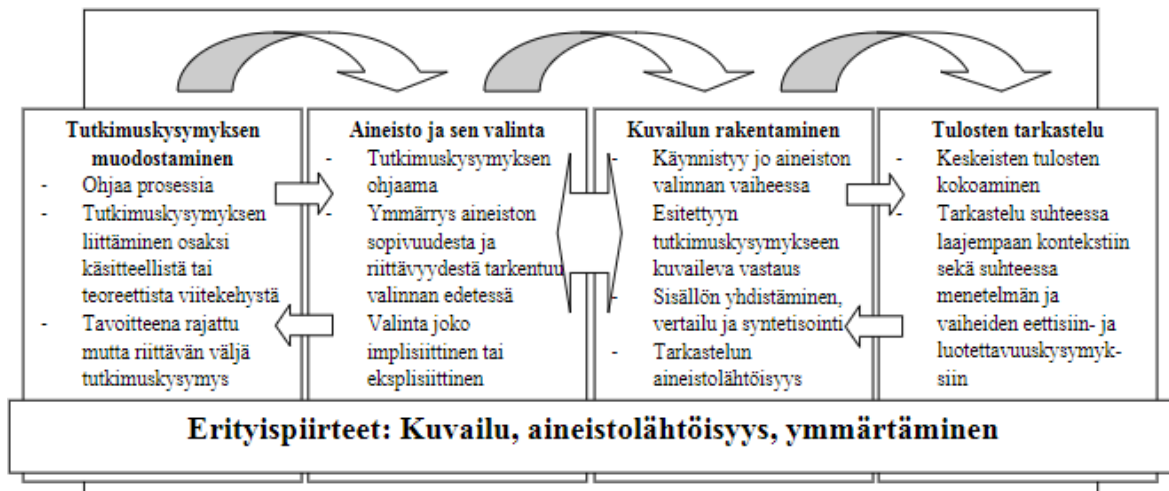 Tutkimuskysymyksen
muodostaminen
- Ohjaa prosessia
- Tutkimuskysymyksen
liittäminen osaksi
käsitteellistä tai
teoreettista viitekehystä
- Tavoitteena rajattu
mutta riittävän väljä
tutkimuskysymys
Aineisto ja sen valinta
- Tutkimuskysymyksen
ohjaama
- Ymmärrys aineiston
sopivuudesta ja
riittävyydestä tarkentuu
valinnan edetessä
- Valinta joko
implisiittinen tai
eksplisiittinen
Kuvailun rakentaminen
- Käynnistyy jo aineiston
valinnan vaiheessa
- Esitettyyn
tutkimuskysymykseen
kuvaileva vastaus
- Sisällön yhdistäminen,
vertailu ja syntetisointi
- Tarkastelun
aineistolähtöisyys
Tulosten tarkastelu
- Keskeisten tulosten
kokoaminen
- Tarkastelu suhteessa
laajempaan kontekstiin
sekä suhteessa
menetelmän ja
vaiheiden eettisiin- ja
luotettavuuskysymyk-
siin
Erityispiirteet: Kuvailu, aineistolähtöisyys, ymmärtäminen